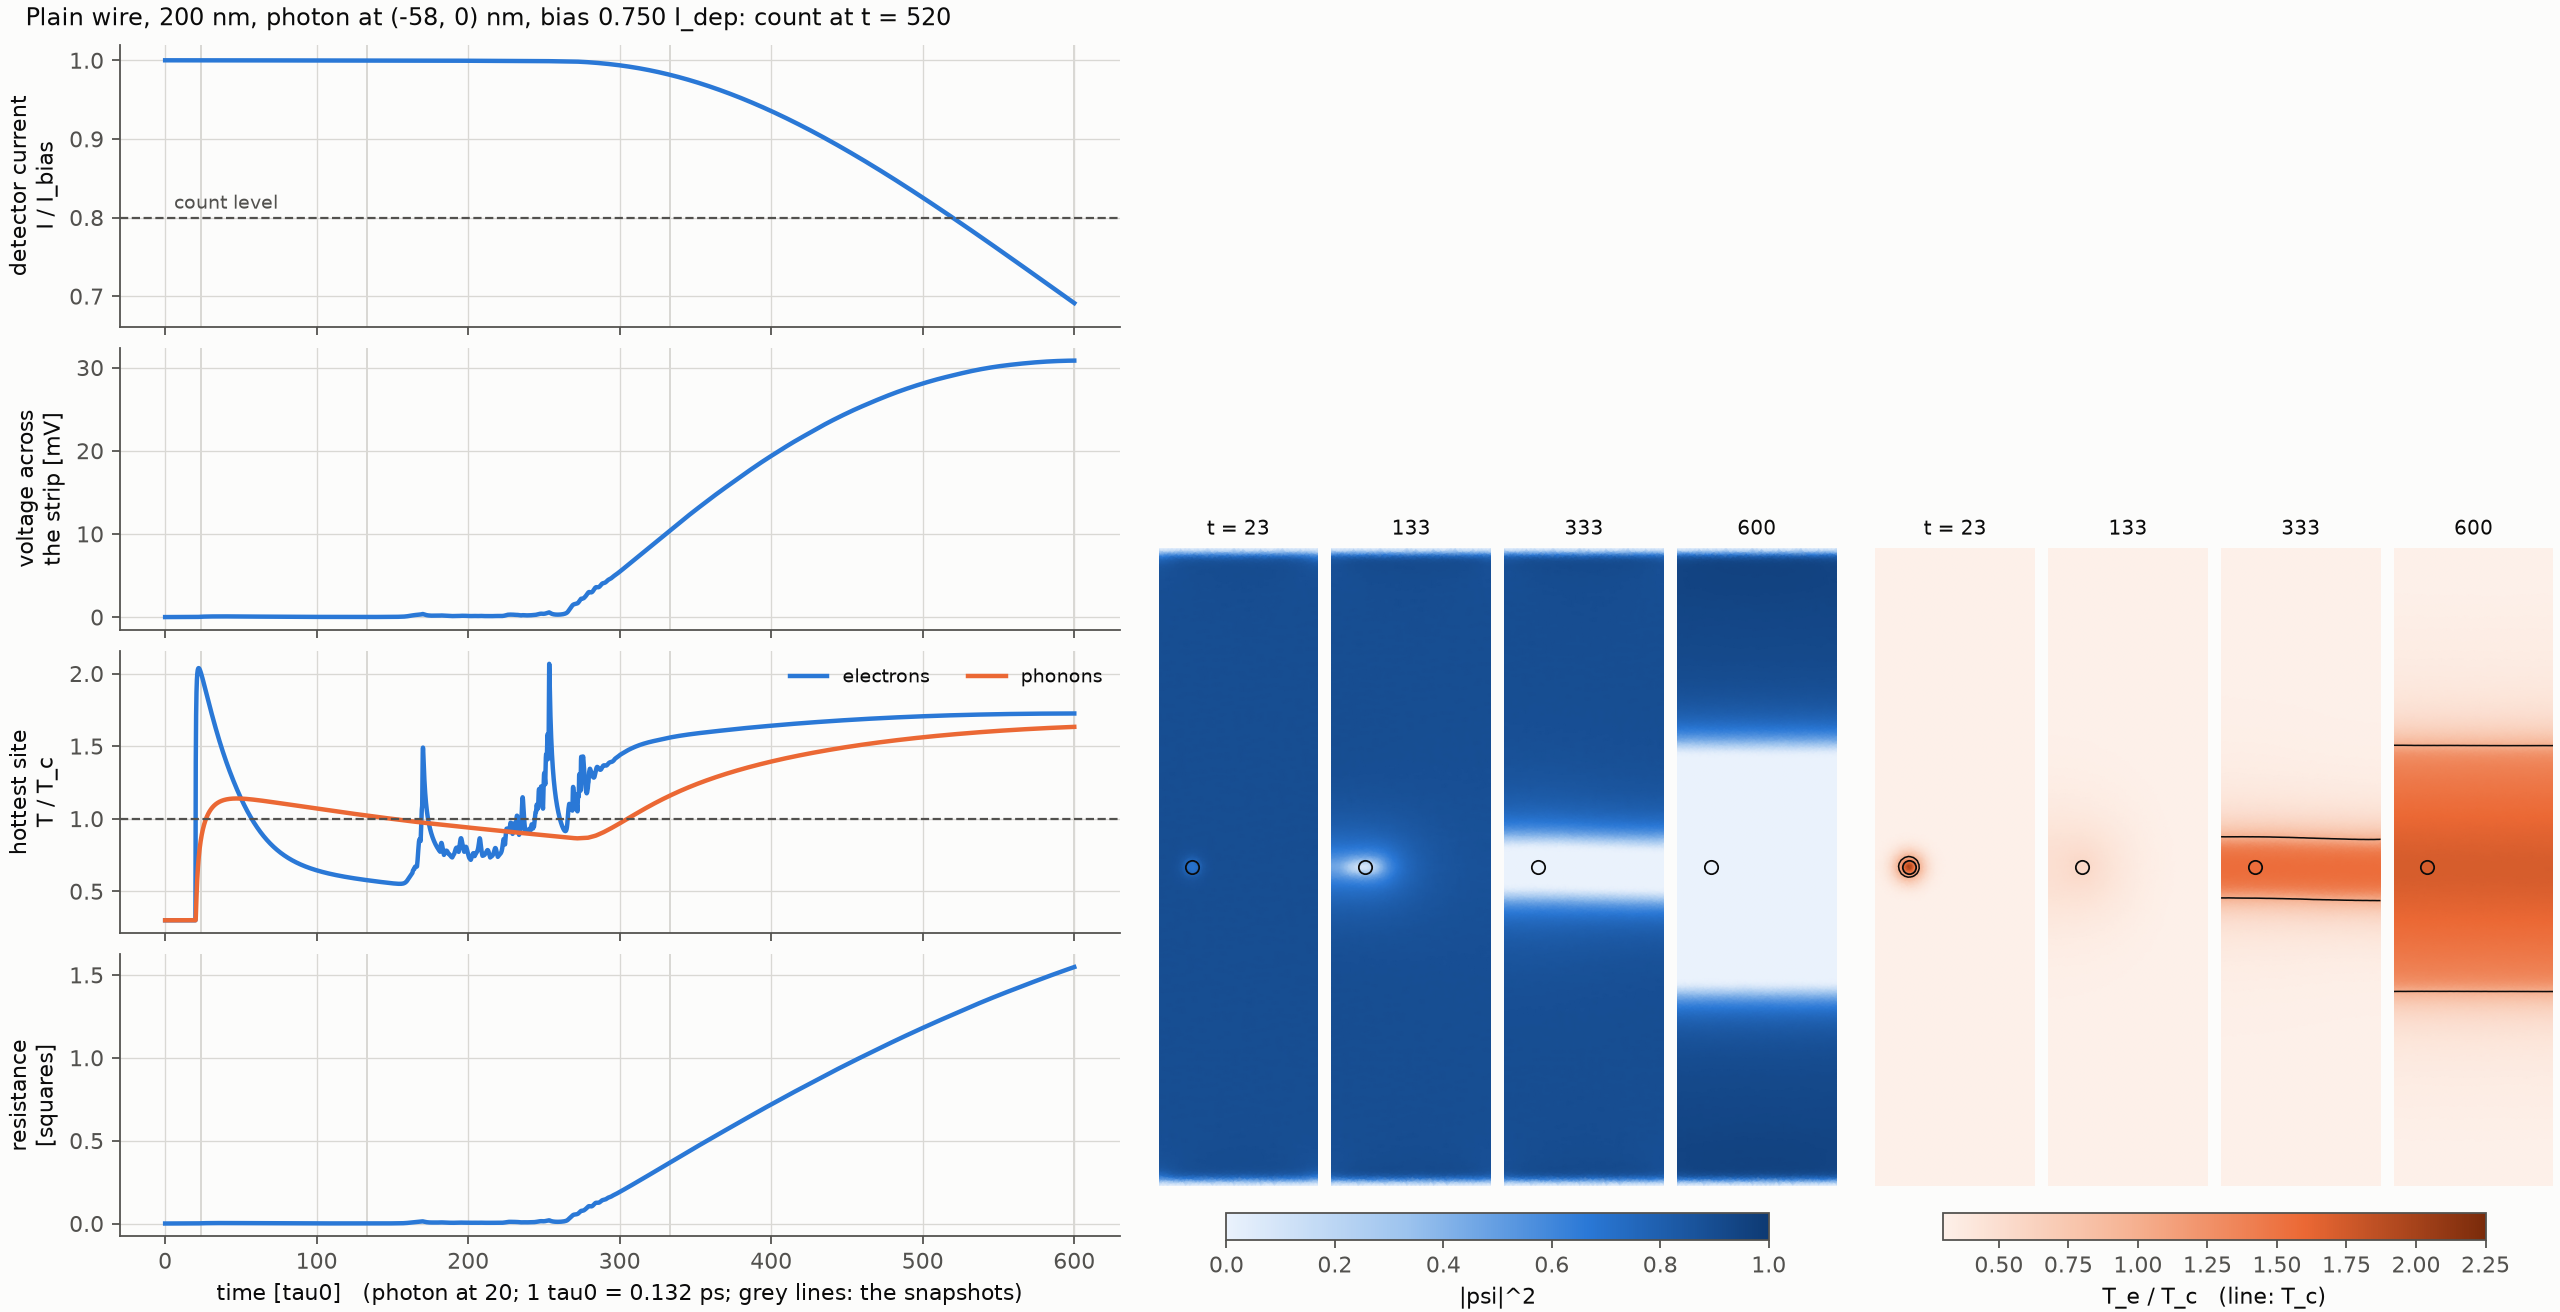 Plain wire, 200 nm, photon at (-58, 0) nm, bias 0.750 I_dep: count at t = 520
detector current
I / I_bias
1.0
0.9
0.8
0.7
count level
voltage across
the strip [mV]
30
20
10
0
hottest site
T / T_c
2.0
1.5
1.0
0.5
electrons
phonons
resistance
[squares]
1.5
1.0
0.5
0.0
0 100 200 300 400 500 600
time [tau0] (photon at 20; 1 tau0 = 0.132 ps; grey lines: the snapshots)
t = 23 133 333 600
0.0 0.2 0.4 0.6 0.8 1.0
|psi|^2
t = 23 133 333 600
0.50 0.75 1.00 1.25 1.50 1.75 2.00 2.25
T_e / T_c (line: T_c)